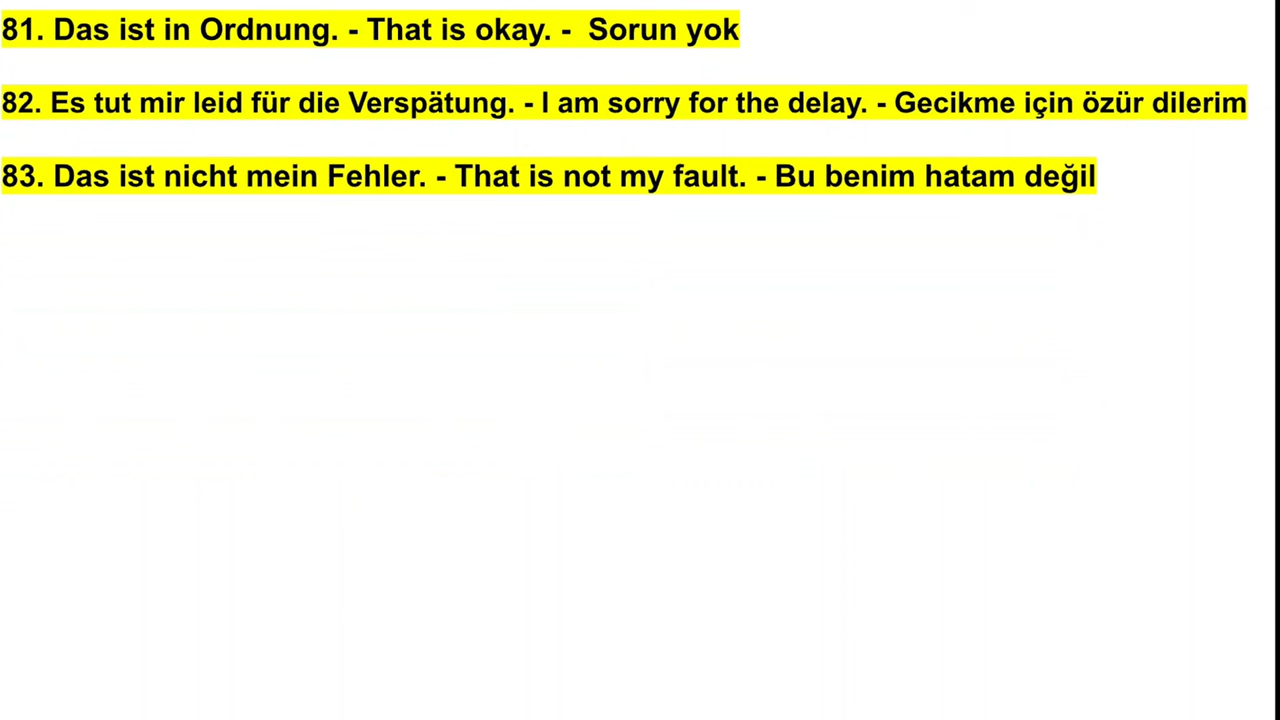 81. Das ist in Ordnung. - That is okay. -  Sorun yok
82. Es tut mir leid für die Verspätung. - I am sorry for the delay. - Gecikme için özür dilerim
83. Das ist nicht mein Fehler. - That is not my fault. - Bu benim hatam değil